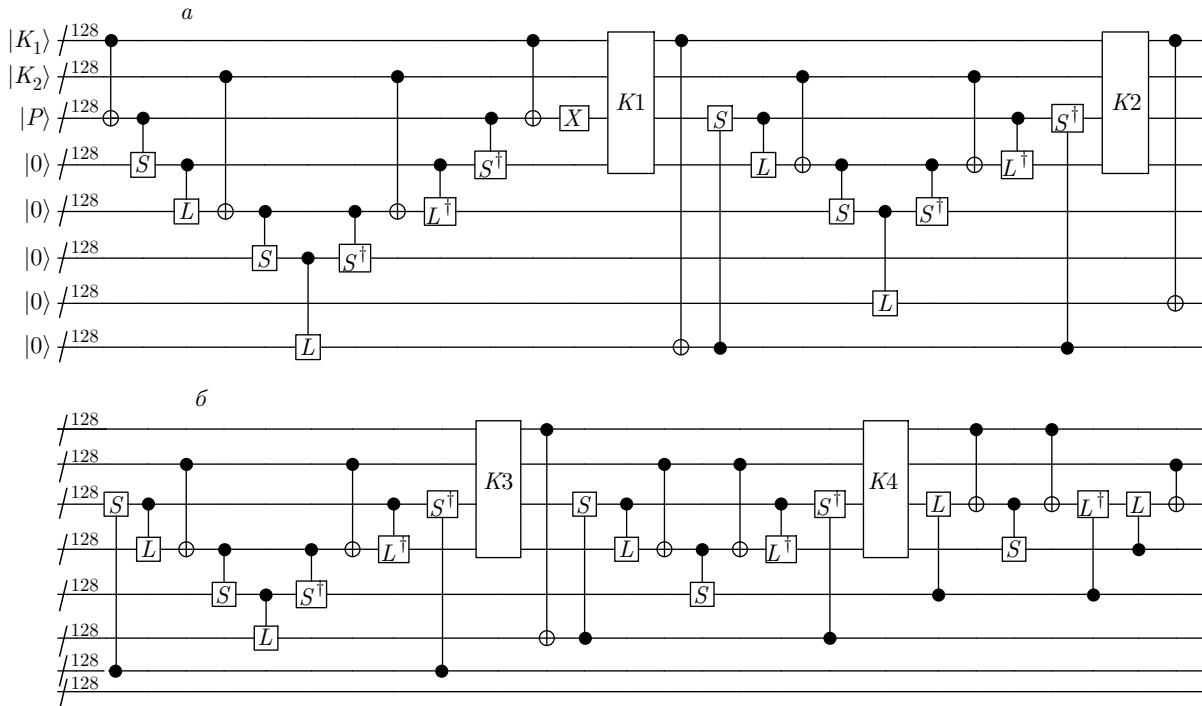 а
|K₁⟩ 128
|K₂⟩ 128
|P⟩ 128 X K1 S S† K2
|0⟩ 128 S S† L L†
|0⟩ 128 L L† S S†
|0⟩ 128 S S†
|0⟩ 128 L
|0⟩ 128 L
б
128
128
128 S S† K3 S S† K4 L L† L
128 L L† L L† S
128 S S† S
128 L
128
128